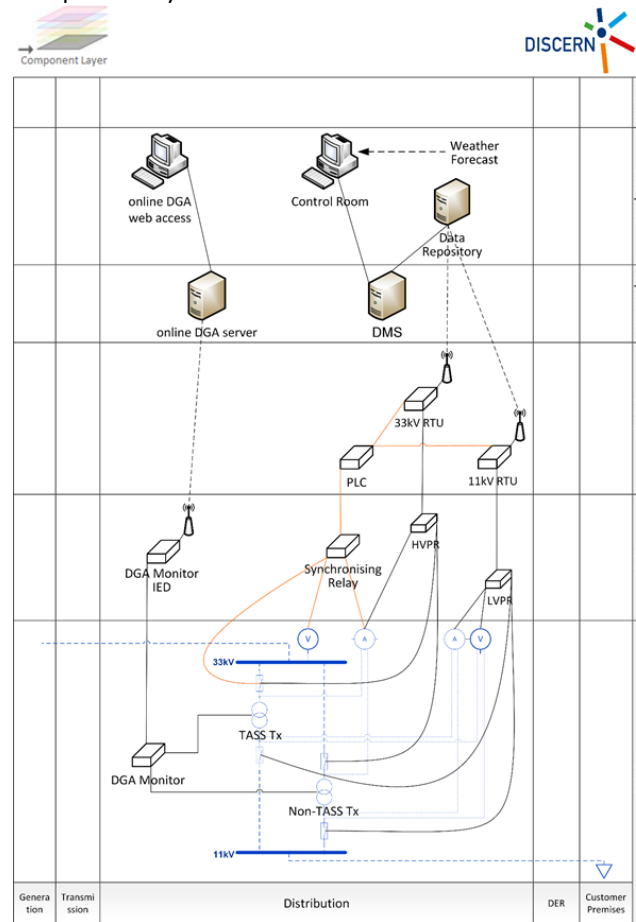 Component Layer
DISCERN
Weather
Forecast
online DGA
web access
Control Room
Data
Repository
online DGA server
DMS
33kV RTU
PLC
11kV RTU
DGA Monitor
IED
Synchronising
Relay
HVPR
LVPR
V
A
A
V
33kV
TASS Tx
DGA Monitor
Non-TASS Tx
11kV
Genera
tion
Transmi
ssion
Distribution
DER
Customer
Premises